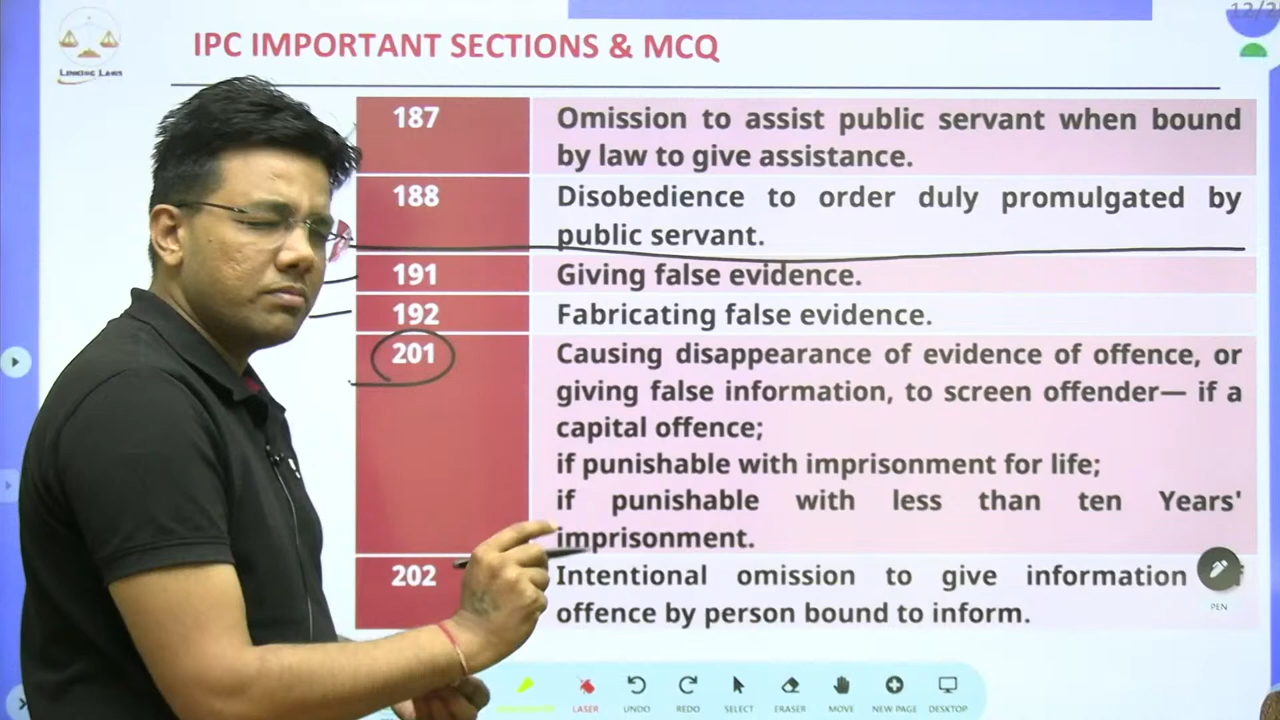 12/2
IPC IMPORTANT SECTIONS & MCQ
LINKING LAWS
187
Omission to assist public servant when bound
by law to give assistance.
188
Disobedience to order duly promulgated by
public servant.
191
Giving false evidence.
192
Fabricating false evidence.
201
Causing disappearance of evidence of offence, or
giving false information, to screen offender— if a
capital offence;
if punishable with imprisonment for life;
if punishable with less than ten Years'
imprisonment.
202
Intentional omission to give information
offence by person bound to inform.
PEN
LASER
UNDO
REDO
SELECT
ERASER
MOVE
NEW PAGE
DESKTOP